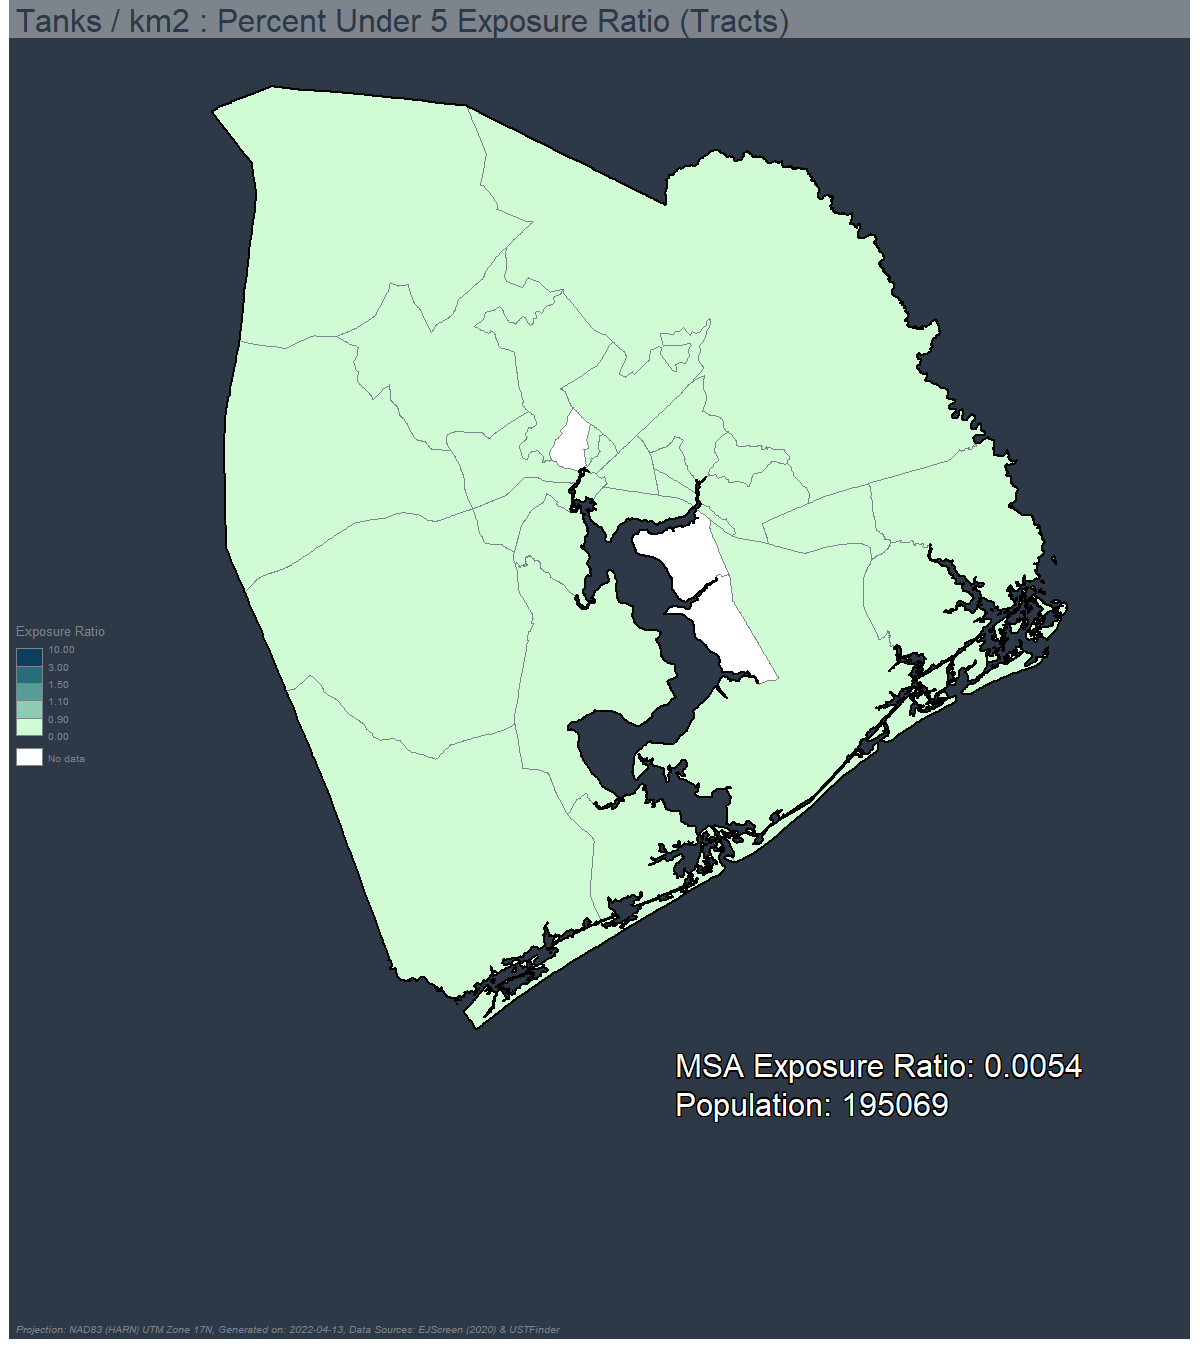 Tanks / km2 : Percent Under 5 Exposure Ratio (Tracts)
Exposure Ratio
10.00
3.00
1.50
1.10
0.90
0.00
No data
MSA Exposure Ratio: 0.0054
Population: 195069
Projection: NAD83 (HARN) UTM Zone 17N, Generated on: 2022-04-13, Data Sources: EJScreen (2020) & USTFinder